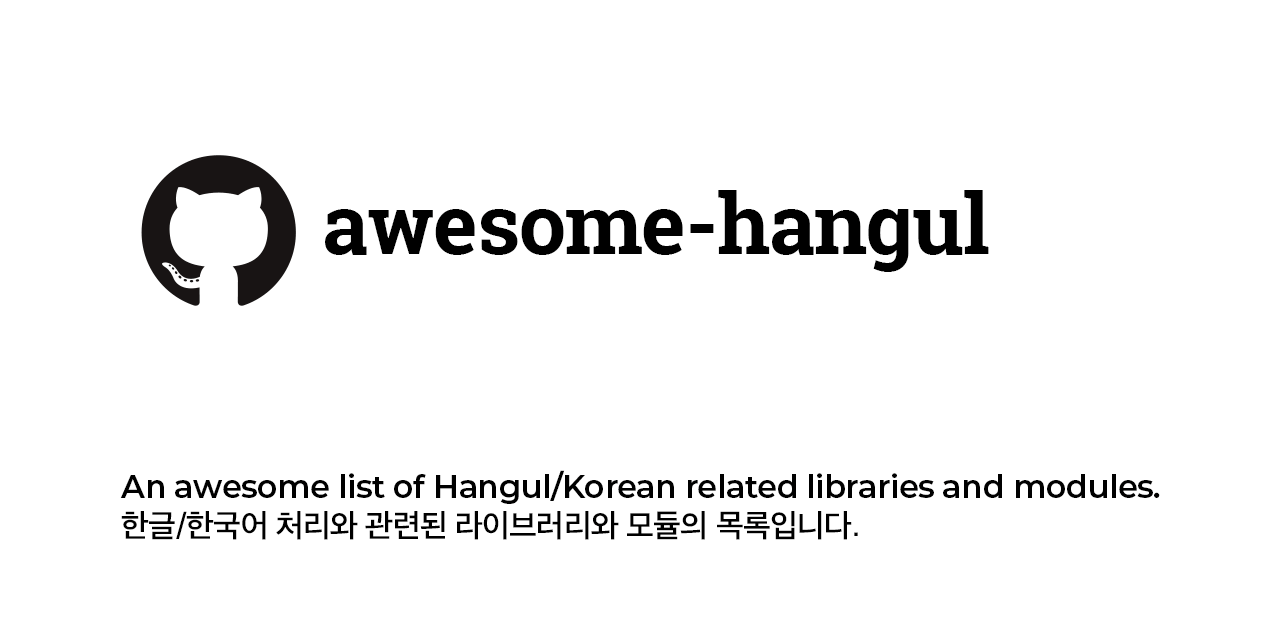 awesome-hangul
An awesome list of Hangul/Korean related libraries and modules.
한글/한국어 처리와 관련된 라이브러리와 모듈의 목록입니다.